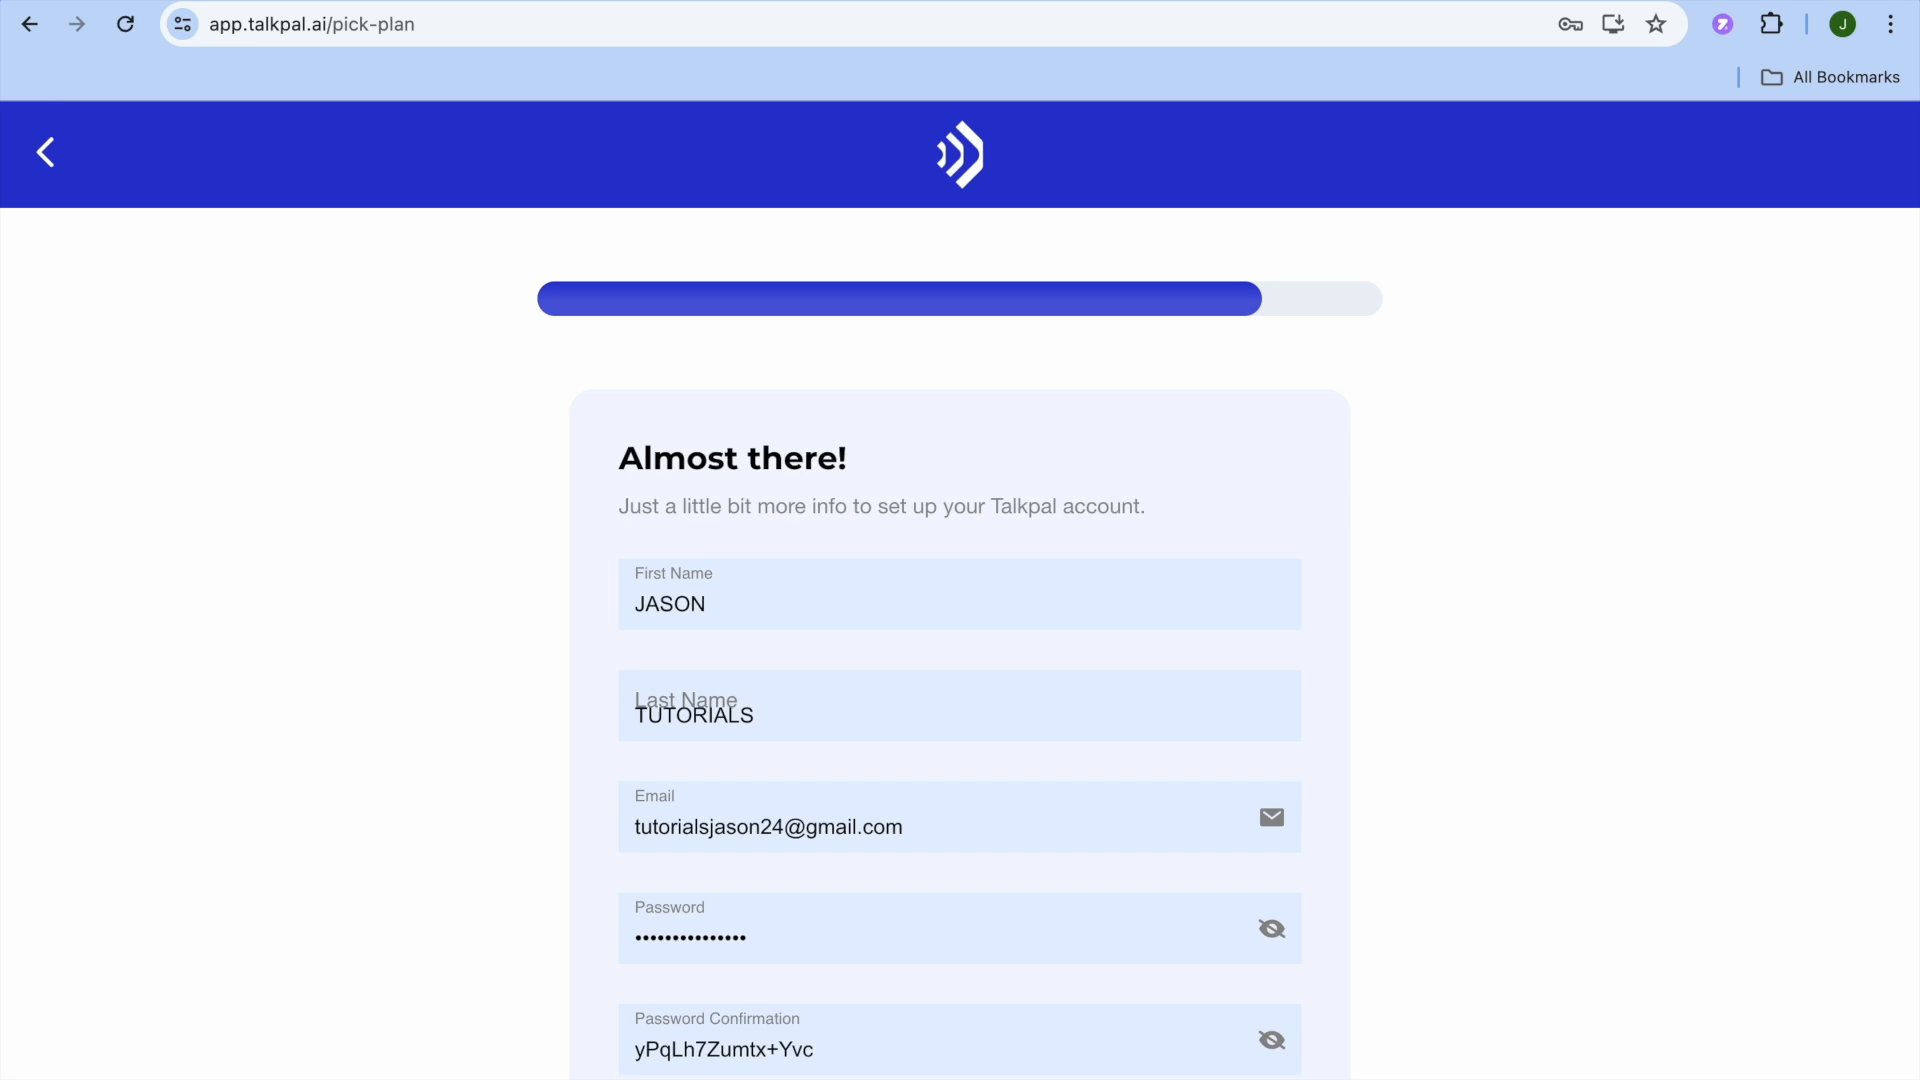 app.talkpal.ai/pick-plan
J
All Bookmarks
Almost there!
Just a little bit more info to set up your Talkpal account.
First Name
JASON
Last Name
TUTORIALS
Email
tutorialsjason24@gmail.com
Password
•••••••••••••••
Password Confirmation
yPqLh7Zumtx+Yvc